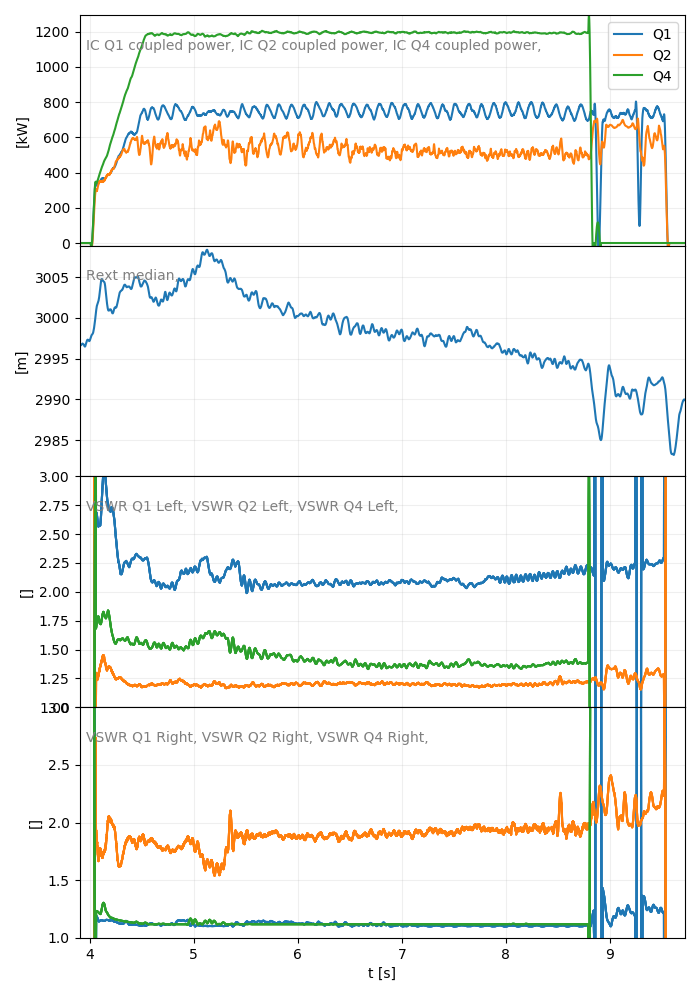 1200
1000
800
600
400
200
0
[kW]
IC Q1 coupled power, IC Q2 coupled power, IC Q4 coupled power,
Q1
Q2
Q4
3005
3000
2995
2990
2985
[m]
Rext median,
3.00
2.75
2.50
2.25
2.00
1.75
1.50
1.25
[]
VSWR Q1 Left, VSWR Q2 Left, VSWR Q4 Left,
2.5
2.0
1.5
1.0
[]
VSWR Q1 Right, VSWR Q2 Right, VSWR Q4 Right,
4 5 6 7 8 9
t [s]